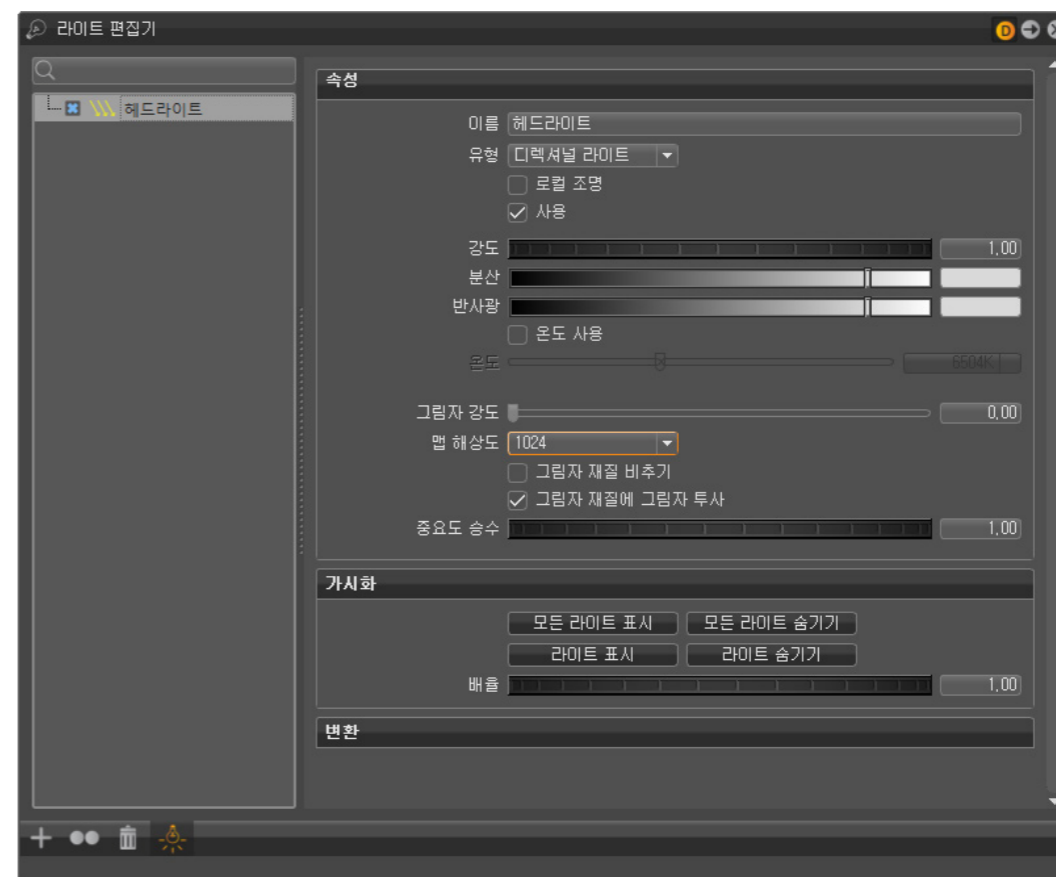 라이트 편집기
D
속성
헤드라이트
이름 헤드라이트
유형 디렉셔널 라이트
로컬 조명
사용
강도 1,00
분산
반사광
온도 사용
온도 6504K
그림자 강도 0,00
맵 해상도 1024
그림자 재질 비추기
그림자 재질에 그림자 투사
중요도 승수 1,00
가시화
모든 라이트 표시 모든 라이트 숨기기
라이트 표시 라이트 숨기기
배율 1,00
변환